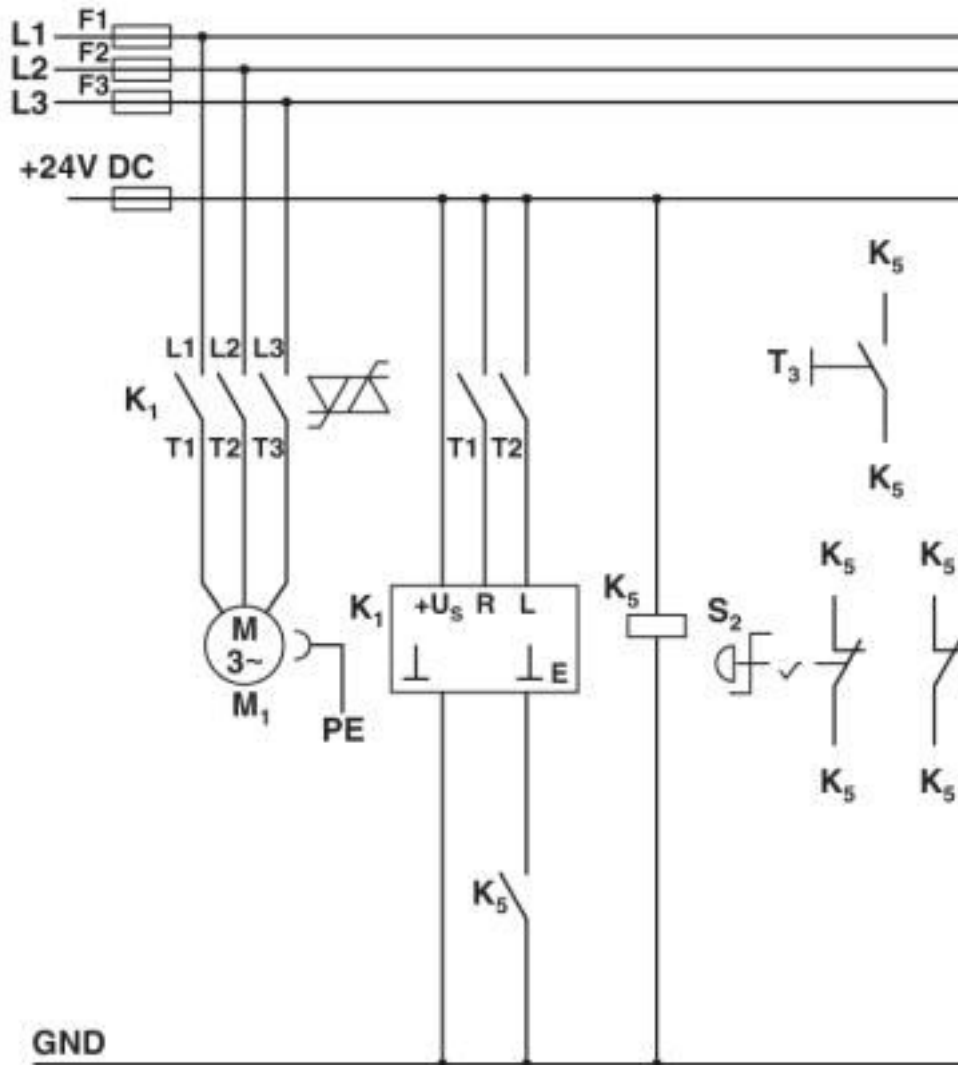 L1 F1
L2 F2
L3 F3
+24V DC
K₅
L1 L2 L3
T₃
K₁
T1 T2 T3 T1 T2
K₅
K₅ K₅
K₁ +Uₛ R L K₅ S₂
M
3~
E
M₁
PE
K₅ K₅
K₅
GND